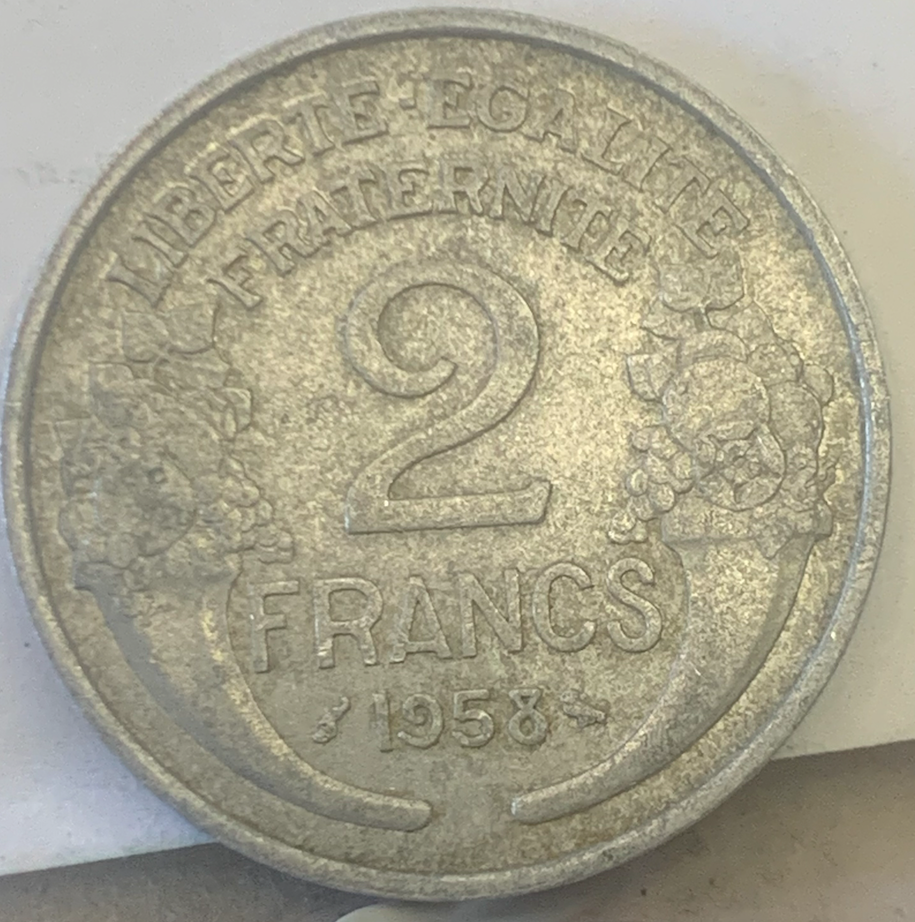 LIBERTE·EGALITE
FRATERNITE
2
FRANCS
1958